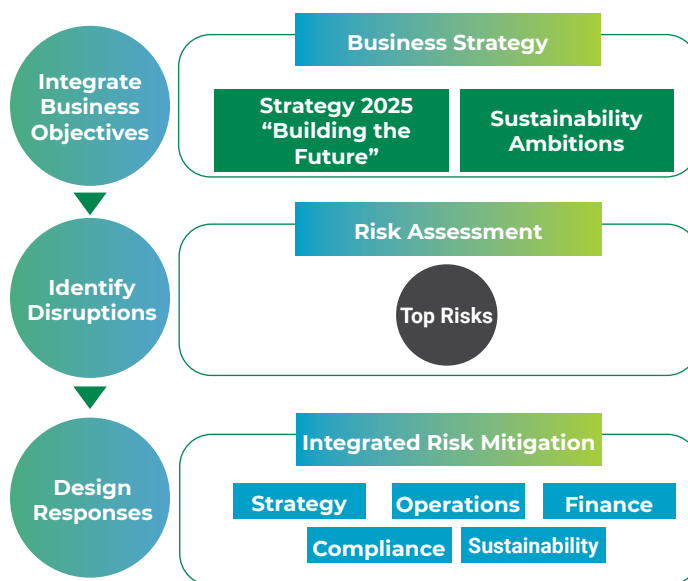 Integrate
Business
Objectives
Business Strategy
Strategy 2025
“Building the
Future”
Sustainability
Ambitions
Identify
Disruptions
Risk Assessment
Top Risks
Design
Responses
Integrated Risk Mitigation
Strategy
Operations
Finance
Compliance
Sustainability